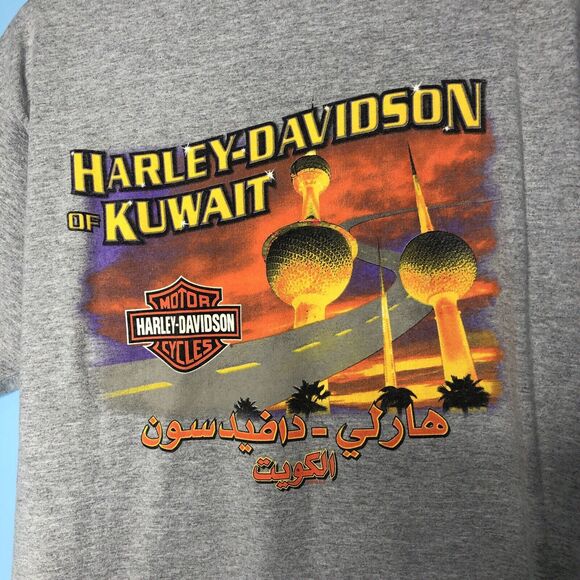 HARLEY-DAVIDSON
OF KUWAIT
MOTOR
HARLEY-DAVIDSON
CYCLES
هارلي - دافيدسون
الكويت